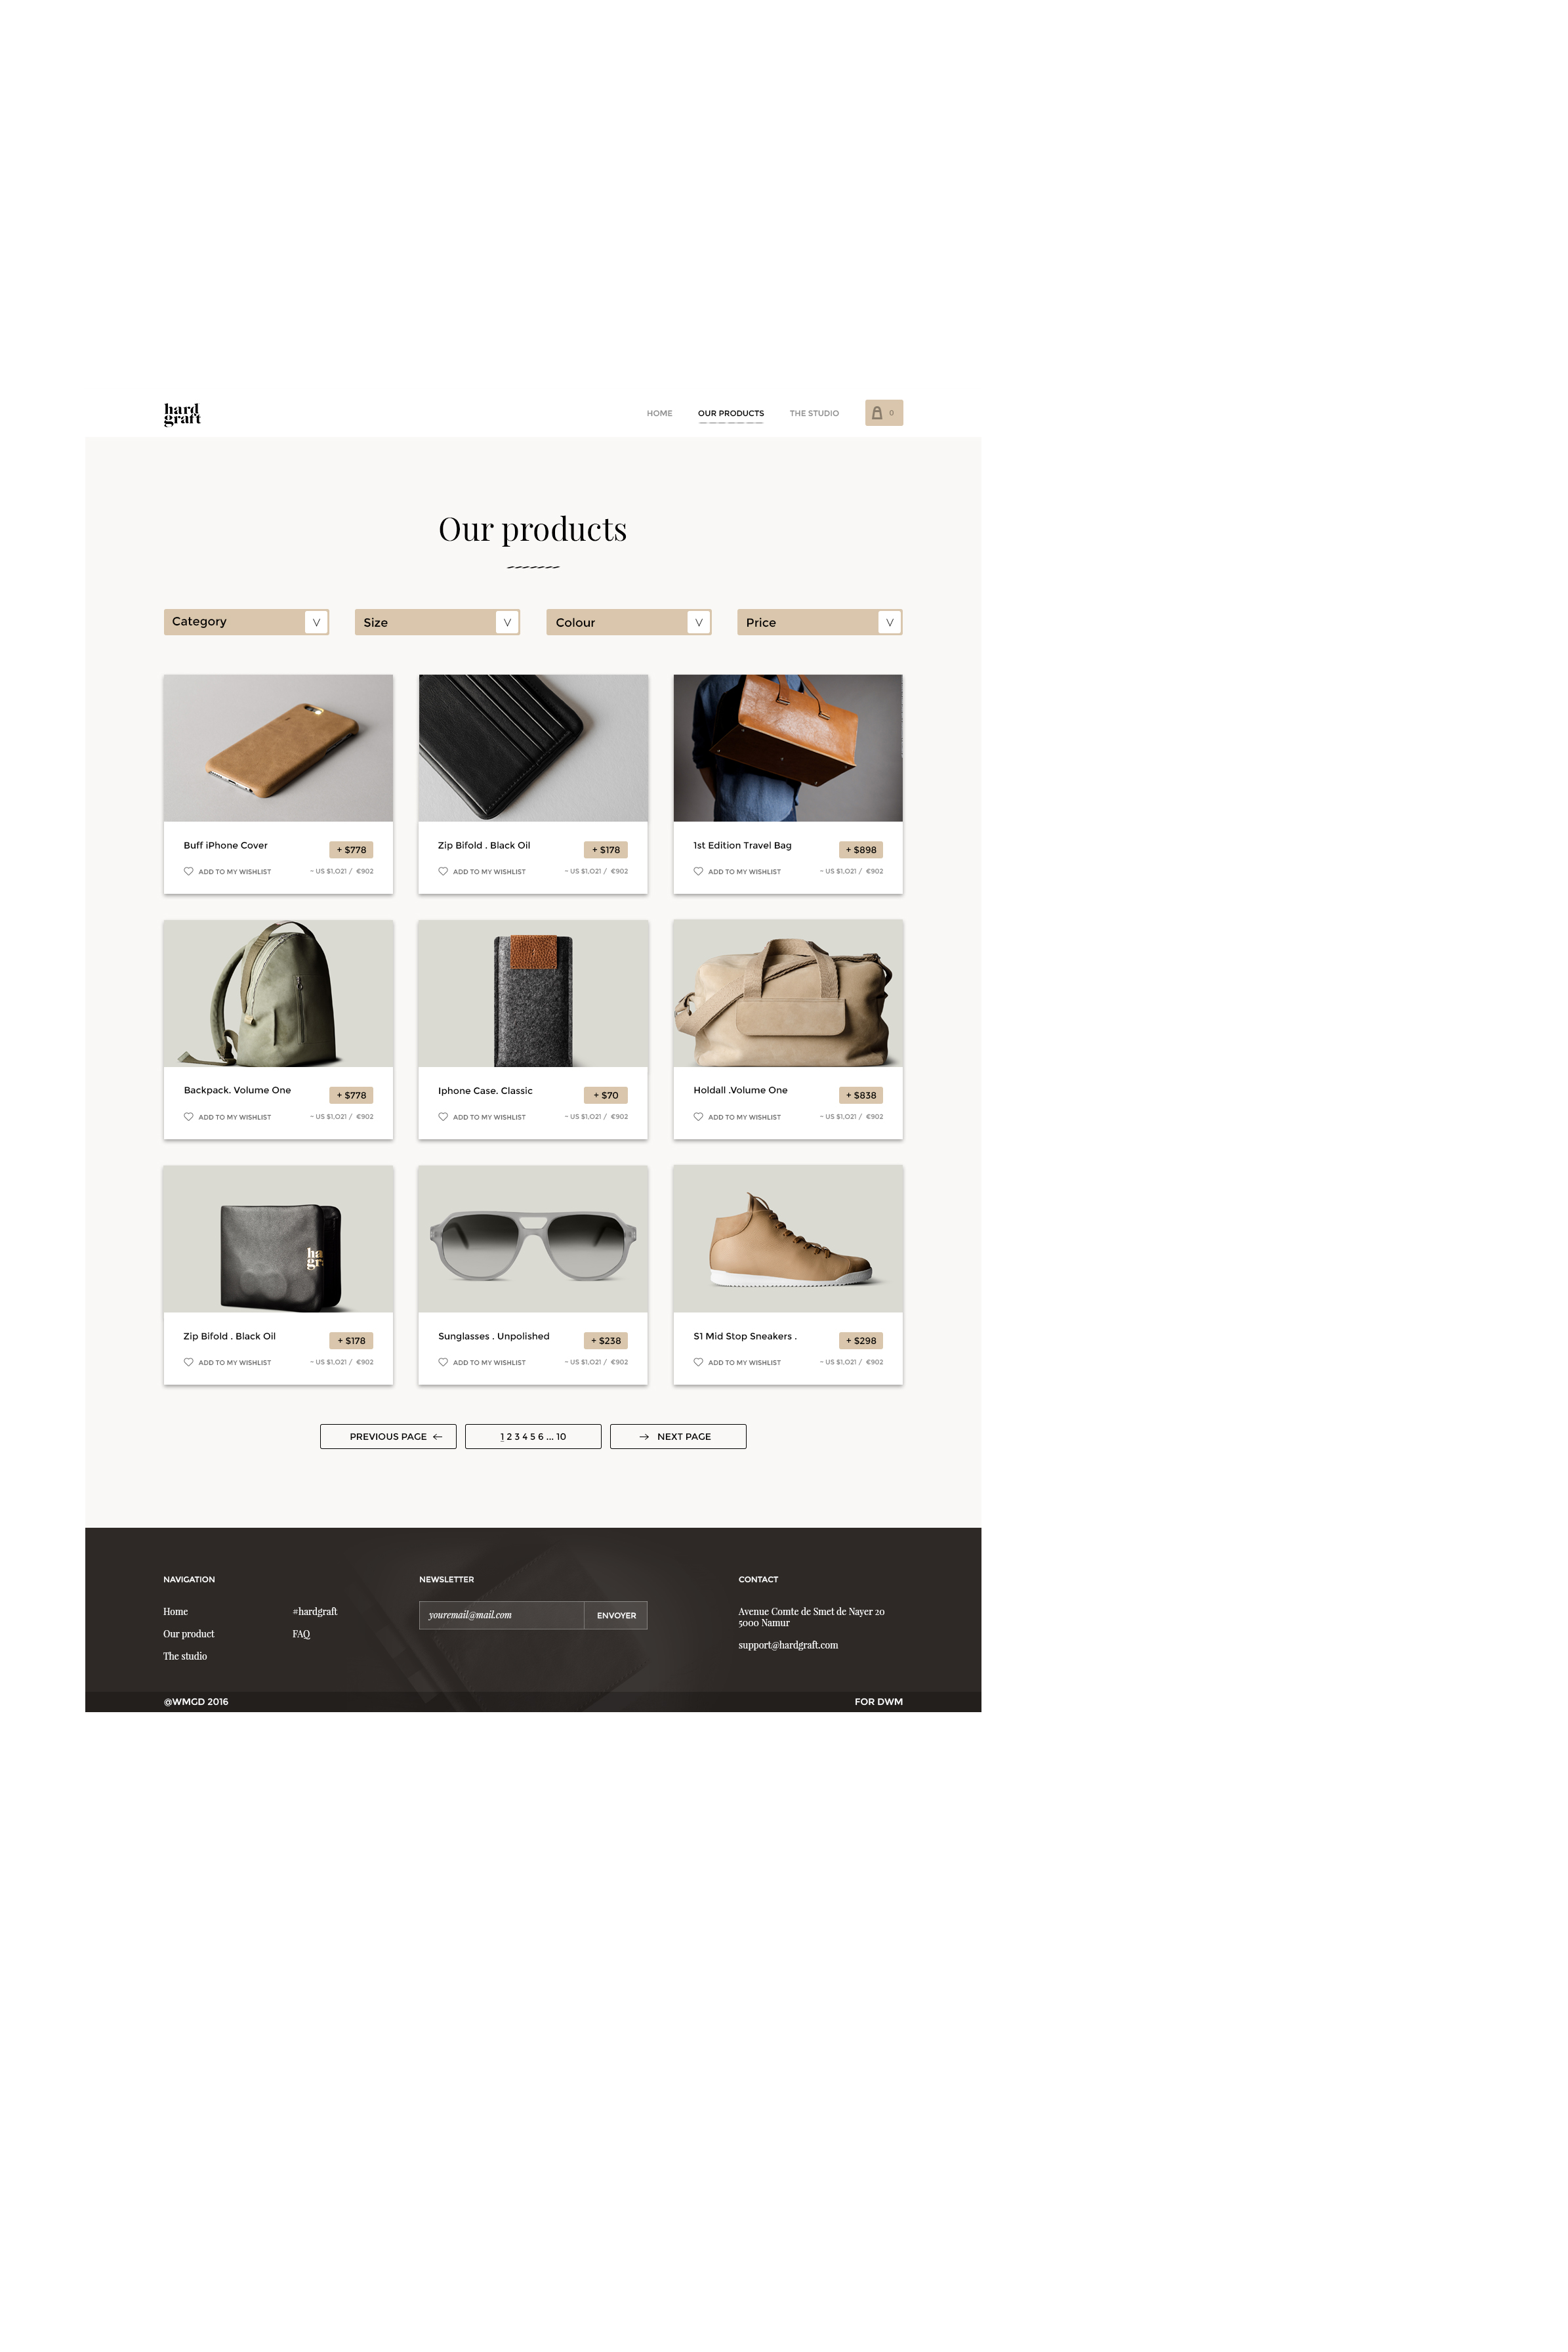 hard
graft
HOME OUR PRODUCTS THE STUDIO 0
Our products
Category V Size V Colour V Price V
Buff iPhone Cover + $778
ADD TO MY WISHLIST ~ US $1,021 / €902
Zip Bifold . Black Oil + $178
ADD TO MY WISHLIST ~ US $1,021 / €902
1st Edition Travel Bag + $898
ADD TO MY WISHLIST ~ US $1,021 / €902
Backpack. Volume One + $778
ADD TO MY WISHLIST ~ US $1,021 / €902
Iphone Case. Classic + $70
ADD TO MY WISHLIST ~ US $1,021 / €902
Holdall .Volume One + $838
ADD TO MY WISHLIST ~ US $1,021 / €902
ha
gr
Zip Bifold . Black Oil + $178
ADD TO MY WISHLIST ~ US $1,021 / €902
Sunglasses . Unpolished + $238
ADD TO MY WISHLIST ~ US $1,021 / €902
S1 Mid Stop Sneakers . + $298
ADD TO MY WISHLIST ~ US $1,021 / €902
PREVIOUS PAGE ← 1 2 3 4 5 6 ... 10 → NEXT PAGE
NAVIGATION
Home
Our product
The studio
#hardgraft
FAQ
NEWSLETTER
youremail@mail.com ENVOYER
CONTACT
Avenue Comte de Smet de Nayer 20
5000 Namur
support@hardgraft.com
@WMGD 2016 FOR DWM